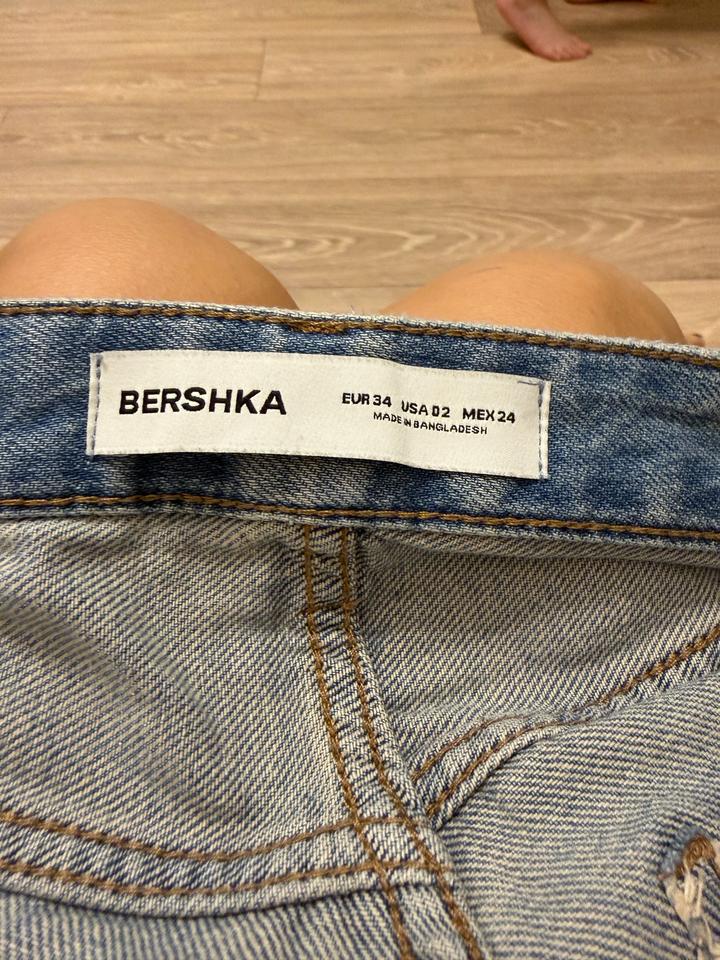 BERSHKA
EUR 34 USA 02 MEX 24
MADE IN BANGLADESH